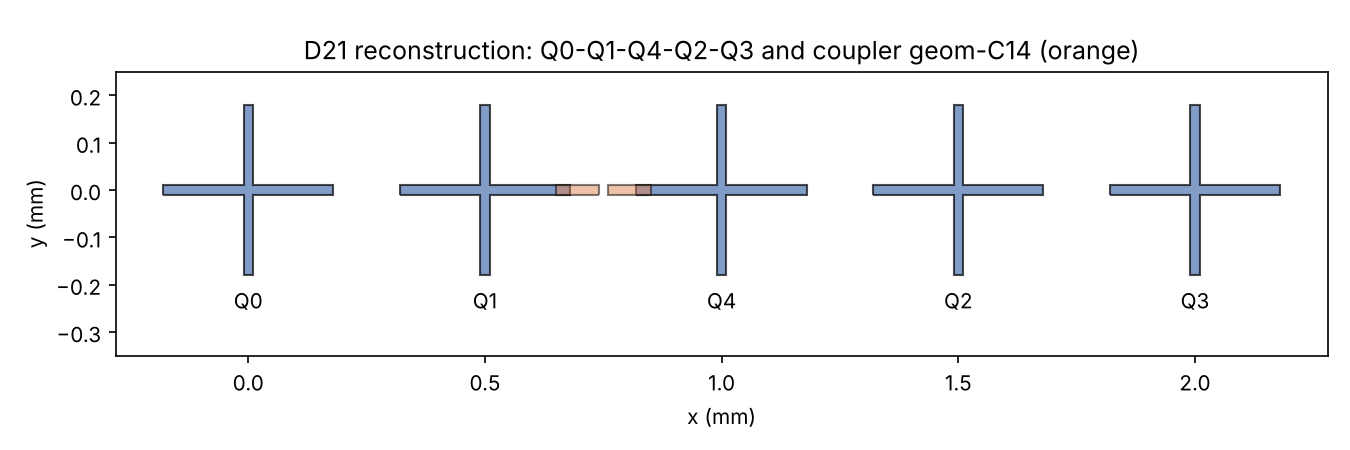 D21 reconstruction: Q0-Q1-Q4-Q2-Q3 and coupler geom-C14 (orange)
0.2
0.1
0.0
−0.1
−0.2
−0.3
y (mm)
Q0 Q1 Q4 Q2 Q3
0.0 0.5 1.0 1.5 2.0
x (mm)